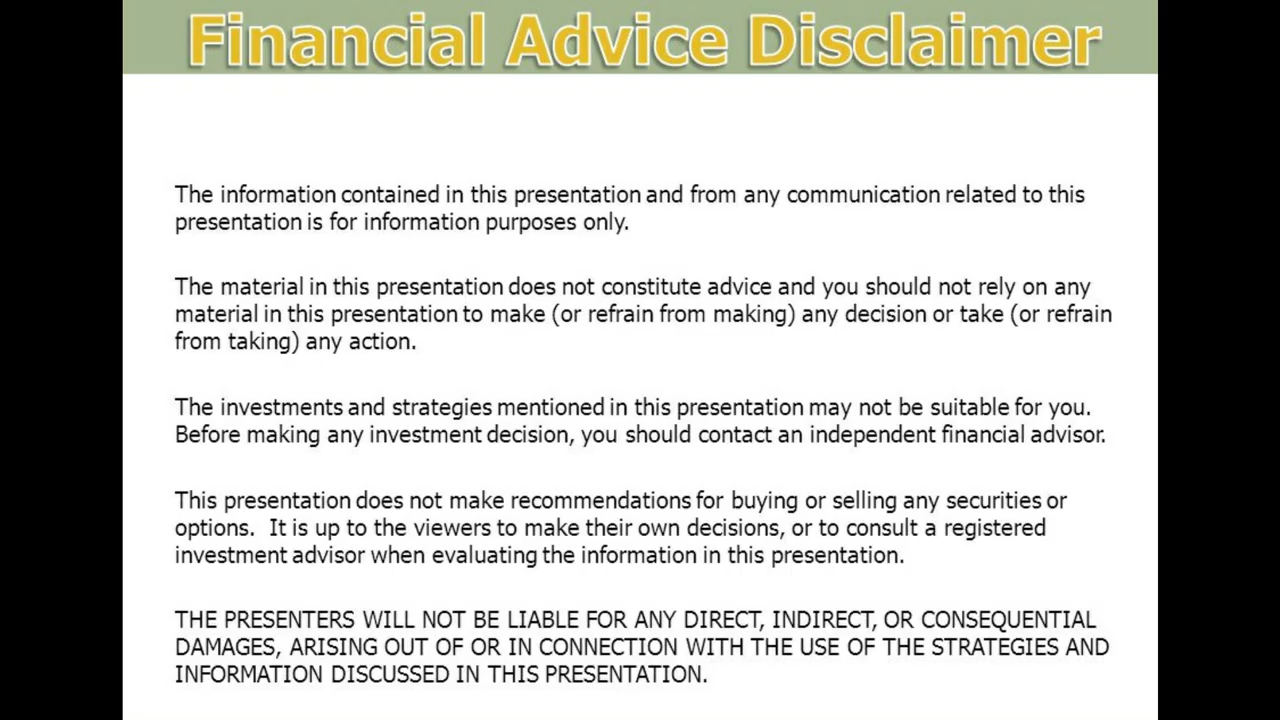 Financial Advice Disclaimer
The information contained in this presentation and from any communication related to this
presentation is for information purposes only.
The material in this presentation does not constitute advice and you should not rely on any
material in this presentation to make (or refrain from making) any decision or take (or refrain
from taking) any action.
The investments and strategies mentioned in this presentation may not be suitable for you.
Before making any investment decision, you should contact an independent financial advisor.
This presentation does not make recommendations for buying or selling any securities or
options.  It is up to the viewers to make their own decisions, or to consult a registered
investment advisor when evaluating the information in this presentation.
THE PRESENTERS WILL NOT BE LIABLE FOR ANY DIRECT, INDIRECT, OR CONSEQUENTIAL
DAMAGES, ARISING OUT OF OR IN CONNECTION WITH THE USE OF THE STRATEGIES AND
INFORMATION DISCUSSED IN THIS PRESENTATION.